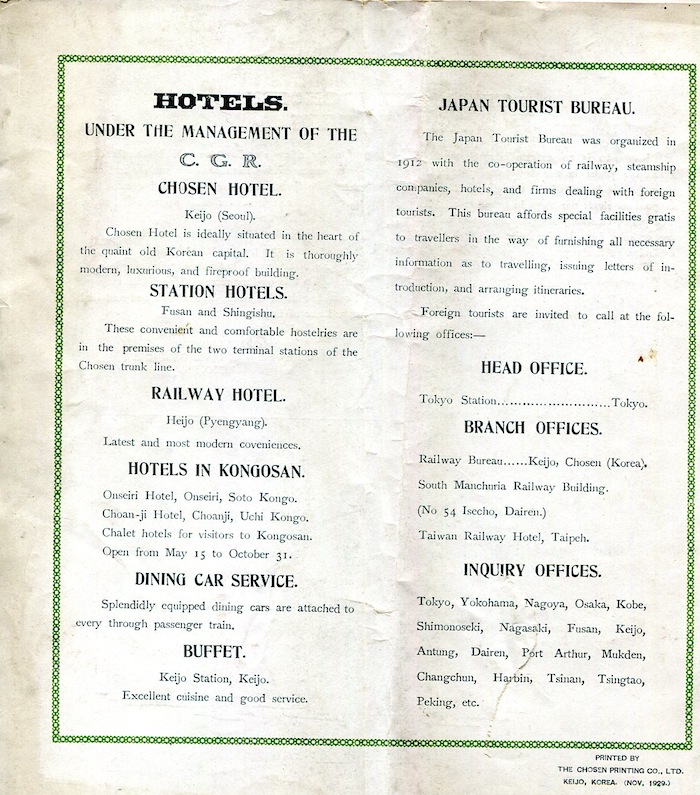 HOTELS.
UNDER THE MANAGEMENT OF THE
C. G. R.
CHOSEN HOTEL.
Keijo (Seoul).
Chosen Hotel is ideally situated in the heart of
the quaint old Korean capital. It is thoroughly
modern, luxurious, and fireproof building.
STATION HOTELS.
Fusan and Shingishu.
These convenient and comfortable hostelries are
in the premises of the two terminal stations of the
Chosen trunk line.
RAILWAY HOTEL.
Heijo (Pyengyang).
Latest and most modern coveniences.
HOTELS IN KONGOSAN.
Onseiri Hotel, Onseiri, Soto Kongo.
Choan-ji Hotel, Choanji, Uchi Kongo.
Chalet hotels for visitors to Kongosan.
Open from May 15 to October 31.
DINING CAR SERVICE.
Splendidly equipped dining cars are attached to
every through passenger train.
BUFFET.
Keijo Station, Keijo.
Excellent cuisine and good service.
JAPAN TOURIST BUREAU.
The Japan Tourist Bureau was organized in
1912 with the co-operation of railway, steamship
companies, hotels, and firms dealing with foreign
tourists. This bureau affords special facilities gratis
to travellers in the way of furnishing all necessary
information as to travelling, issuing letters of in-
troduction, and arranging itineraries.
Foreign tourists are invited to call at the fol-
lowing offices:—
HEAD OFFICE.
Tokyo Station...........................Tokyo.
BRANCH OFFICES.
Railway Bureau......Keijo, Chosen (Korea).
South Manchuria Railway Building.
(No 54 Isecho, Dairen.)
Taiwan Railway Hotel, Taipeh.
INQUIRY OFFICES.
Tokyo, Yokohama, Nagoya, Osaka, Kobe,
Shimonoseki, Nagasaki, Fusan, Keijo,
Antung, Dairen, Port Arthur, Mukden,
Changchun, Harbin, Tsinan, Tsingtao,
Peking, etc.
PRINTED BY
THE CHOSEN PRINTING CO., LTD.
KEIJO, KOREA. (NOV. 1929.)